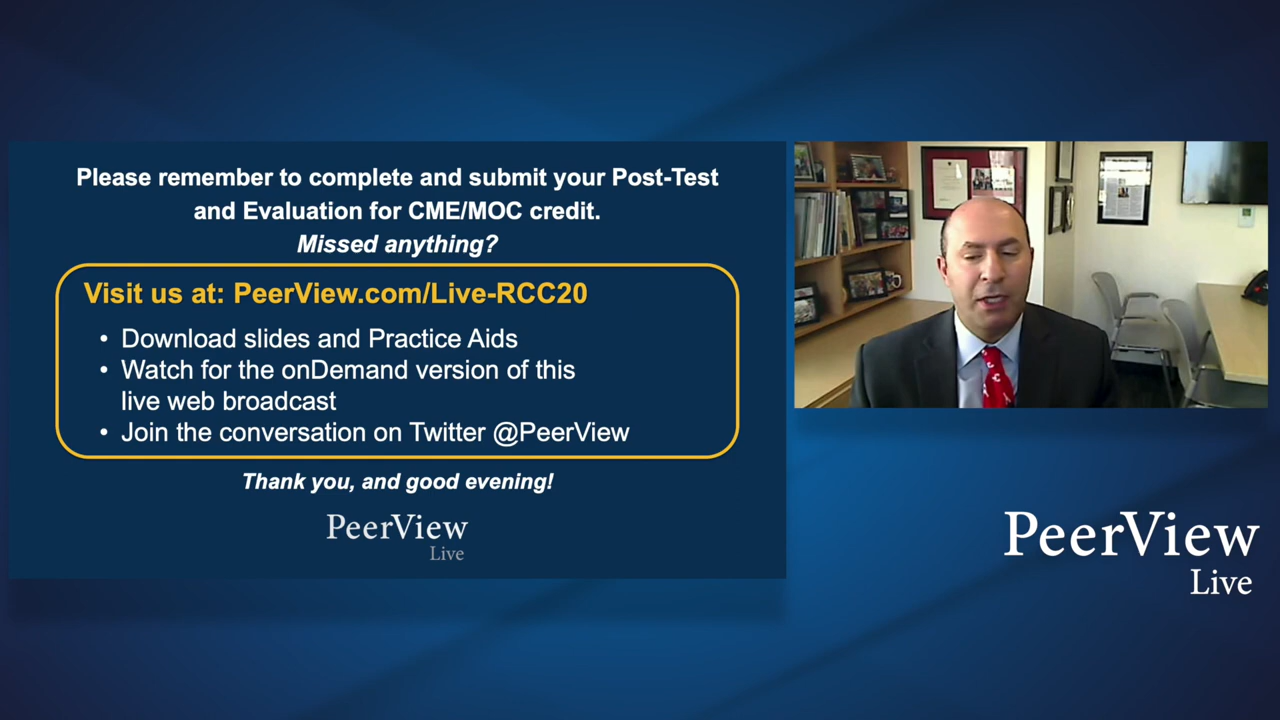 Please remember to complete and submit your Post-Test
and Evaluation for CME/MOC credit.
Missed anything?
Visit us at: PeerView.com/Live-RCC20
• Download slides and Practice Aids
• Watch for the onDemand version of this
live web broadcast
• Join the conversation on Twitter @PeerView
Thank you, and good evening!
PeerView
Live
PeerView
Live